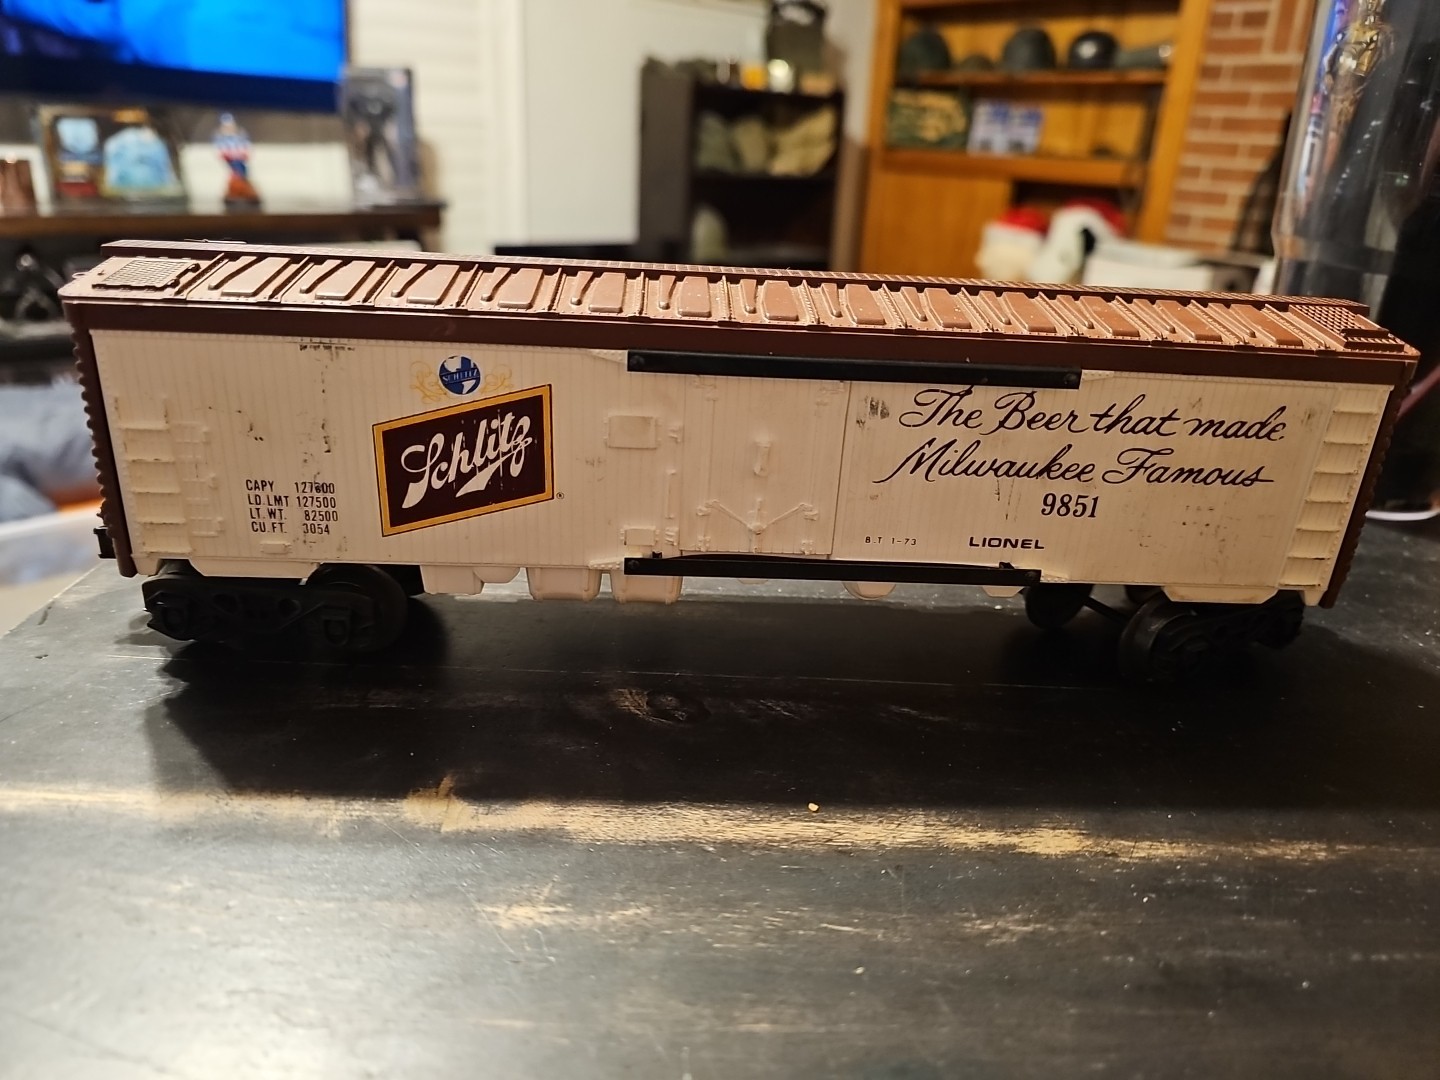 SCHLITZ
Schlitz
®
CAPY 127600
LD.LMT 127500
LT. WT. 82500
CU. FT. 3054
The Beer that made
Milwaukee Famous
9851
B.T 1-73
LIONEL